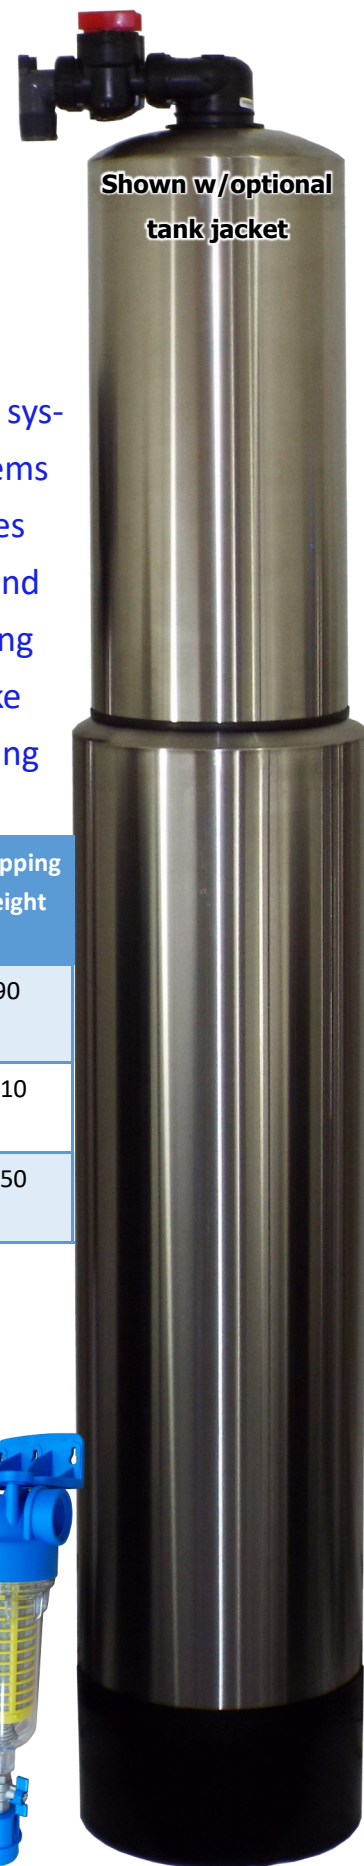 Shown w/optional
tank jacket
sys-
ems
es
nd
ng
ke
ng
pping
eight
90
10
50